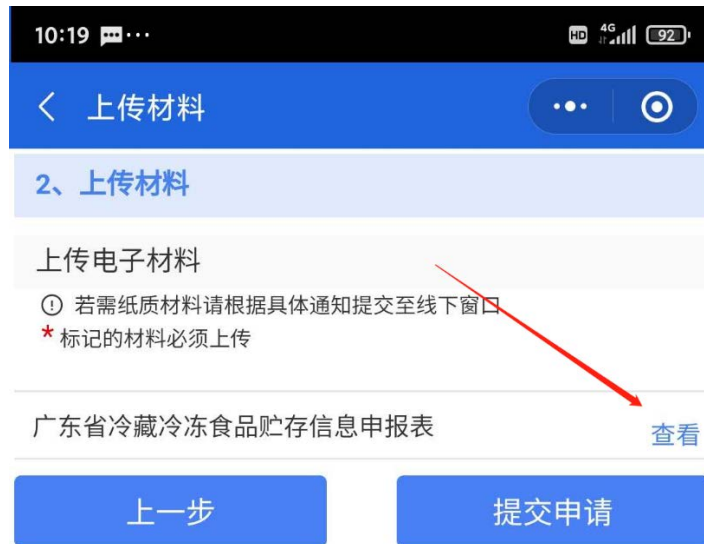 10:19
HD 4G 92
上传材料
2、上传材料
上传电子材料
① 若需纸质材料请根据具体通知提交至线下窗口
* 标记的材料必须上传
广东省冷藏冷冻食品贮存信息申报表 查看
上一步 提交申请